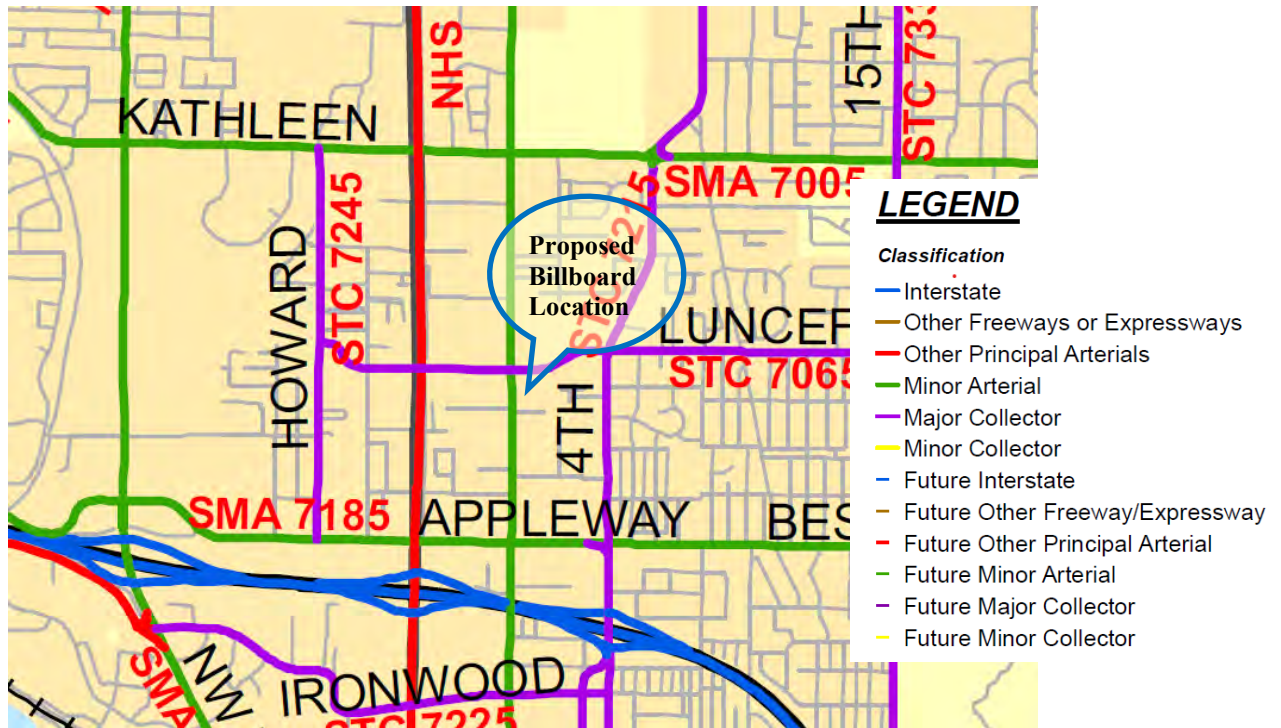 NHS
15TH
STC 733
KATHLEEN
SMA 7005
HOWARD
STC 7245
STC 7215
Proposed
Billboard
Location
LUNCEF
STC 7065
4TH
SMA 7185
APPLEWAY
BES
SMA
NW
IRONWOOD
STC 7225
LEGEND
Classification
Interstate
Other Freeways or Expressways
Other Principal Arterials
Minor Arterial
Major Collector
Minor Collector
Future Interstate
Future Other Freeway/Expressway
Future Other Principal Arterial
Future Minor Arterial
Future Major Collector
Future Minor Collector